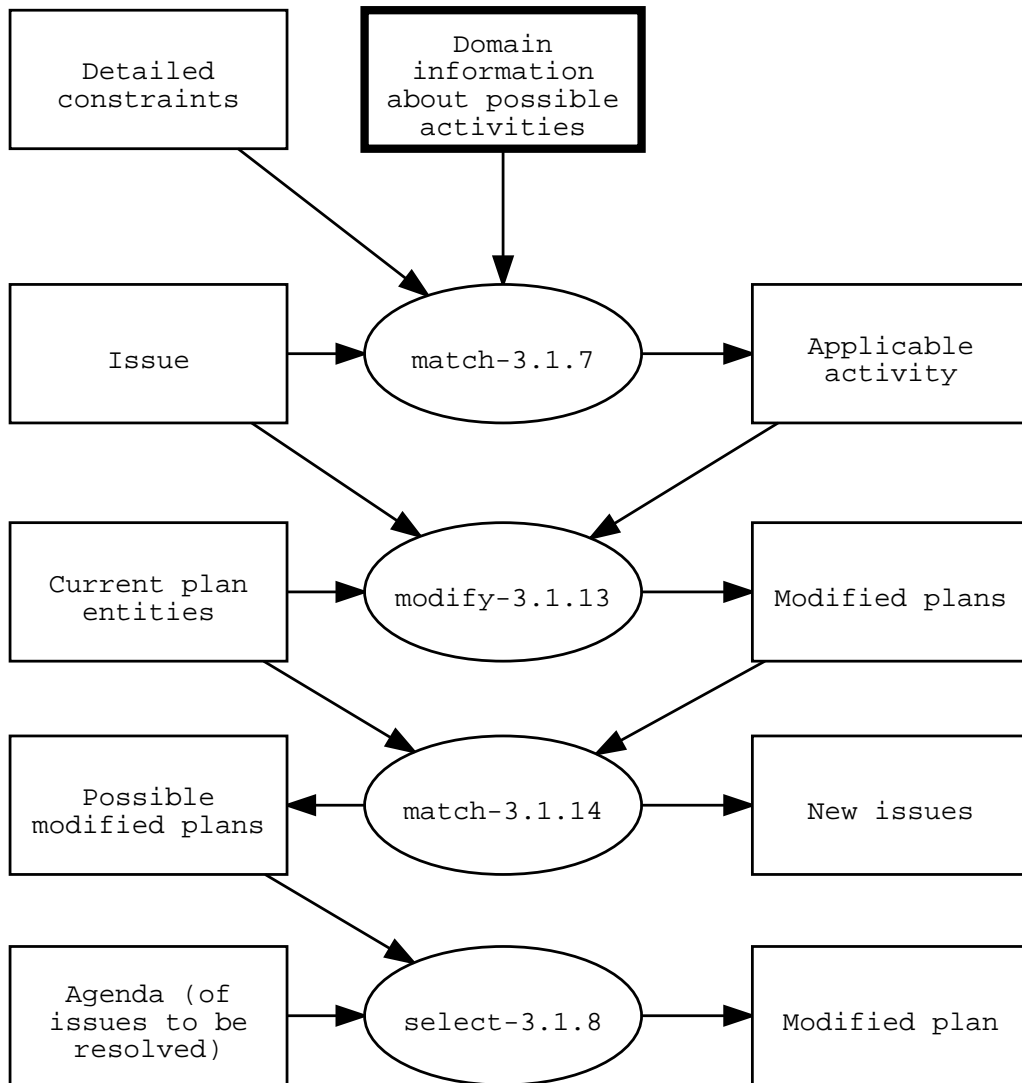 Detailed
constraints
Domain
information
about possible
activities
Issue
match-3.1.7
Applicable
activity
Current plan
entities
modify-3.1.13
Modified plans
Possible
modified plans
match-3.1.14
New issues
Agenda (of
issues to be
resolved)
select-3.1.8
Modified plan